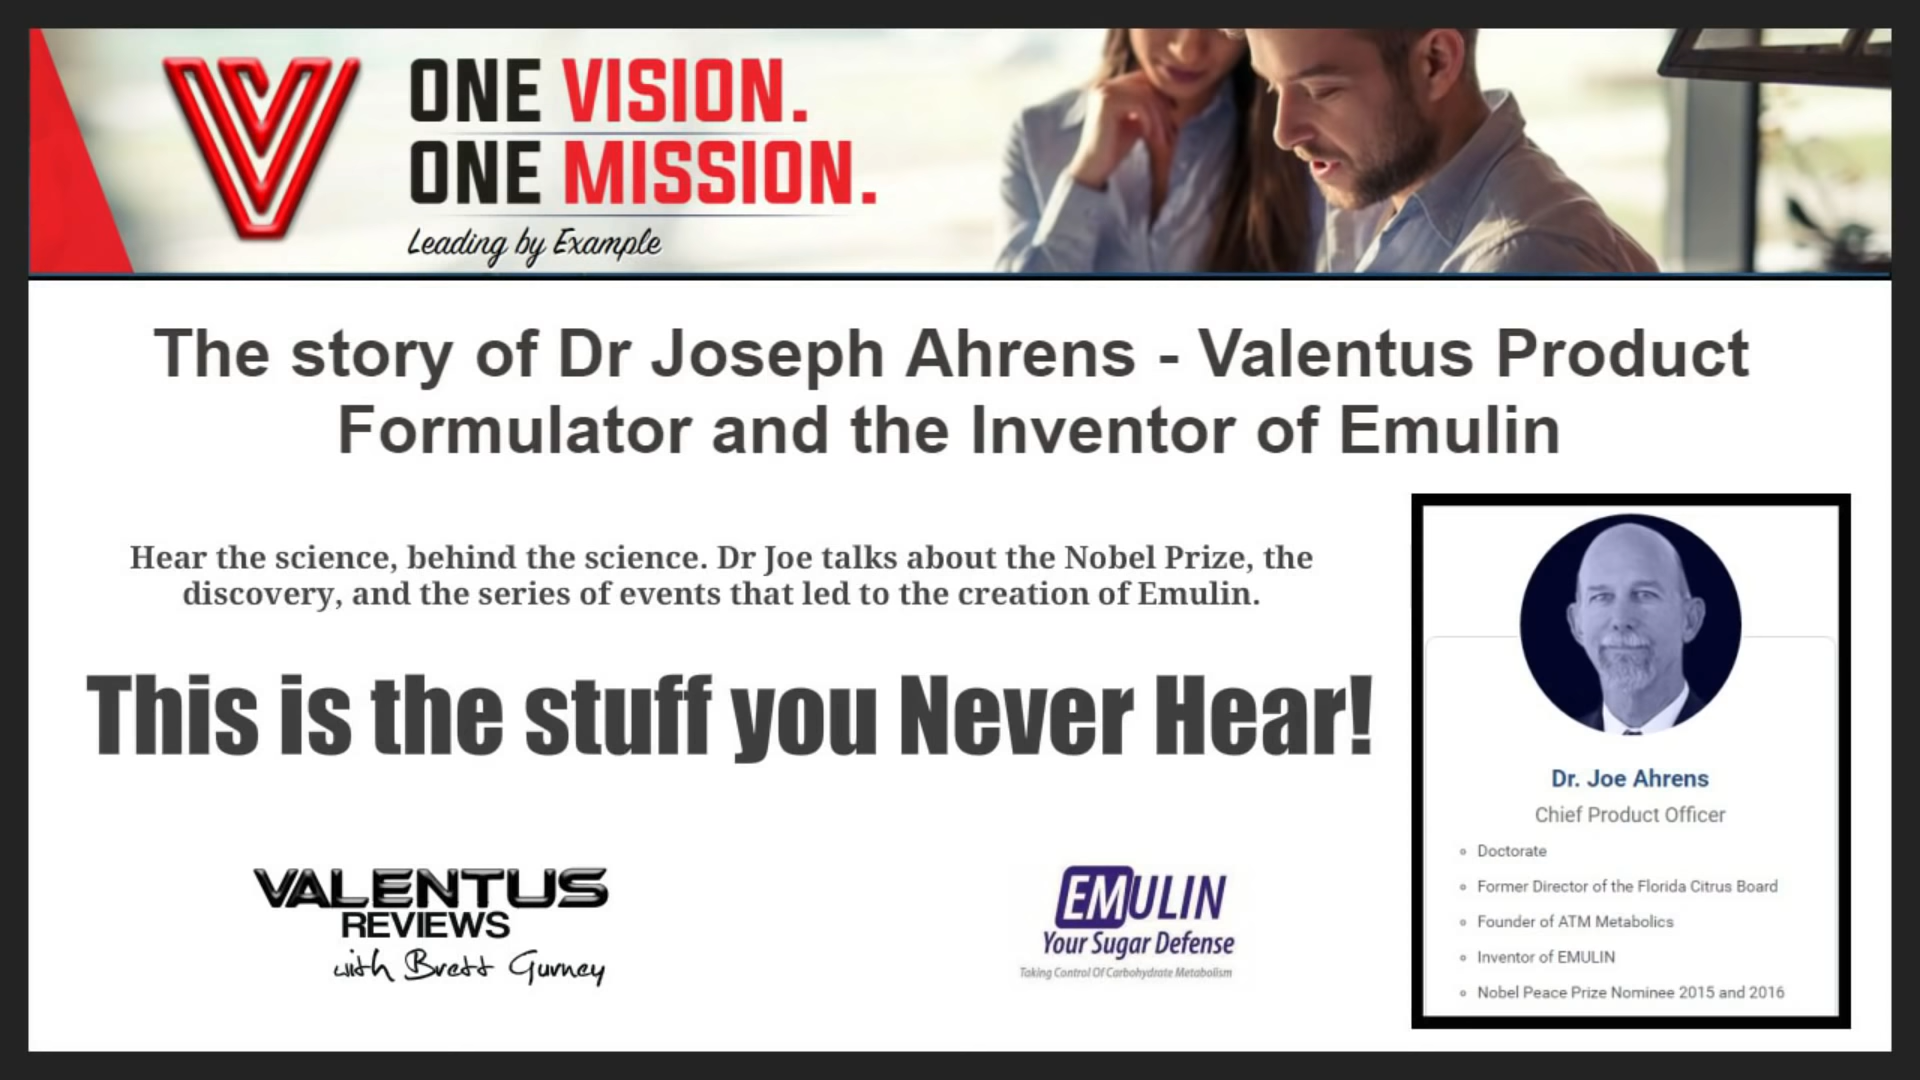 ONE VISION.
ONE MISSION.
Leading by Example
The story of Dr Joseph Ahrens - Valentus Product
Formulator and the Inventor of Emulin
Hear the science, behind the science. Dr Joe talks about the Nobel Prize, the
discovery, and the series of events that led to the creation of Emulin.
This is the stuff you Never Hear!
VALENTUS
REVIEWS
with Brett Gurney
EMULIN
Your Sugar Defense
Taking Control Of Carbohydrate Metabolism
Dr. Joe Ahrens
Chief Product Officer
Doctorate
Former Director of the Florida Citrus Board
Founder of ATM Metabolics
Inventor of EMULIN
Nobel Peace Prize Nominee 2015 and 2016